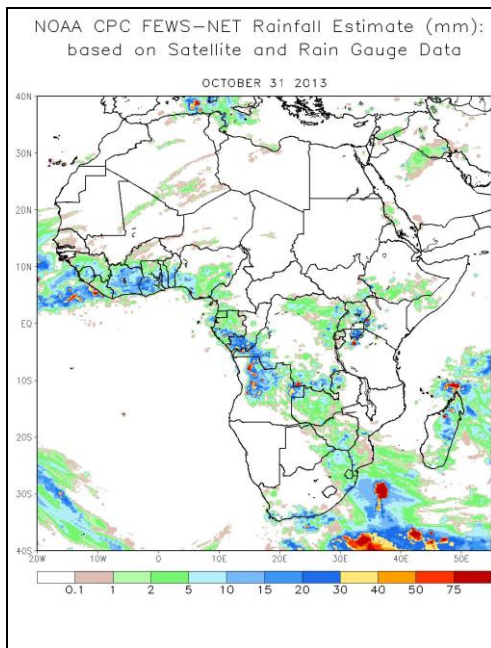 NOAA CPC FEWS-NET Rainfall Estimate (mm):
based on Satellite and Rain Gauge Data
OCTOBER 31 2013
40N
30N
20N
10N
EQ
10S
20S
30S
40S
20W 10W 0 10E 20E 30E 40E 50E
0.1 1 2 5 10 15 20 30 40 50 75